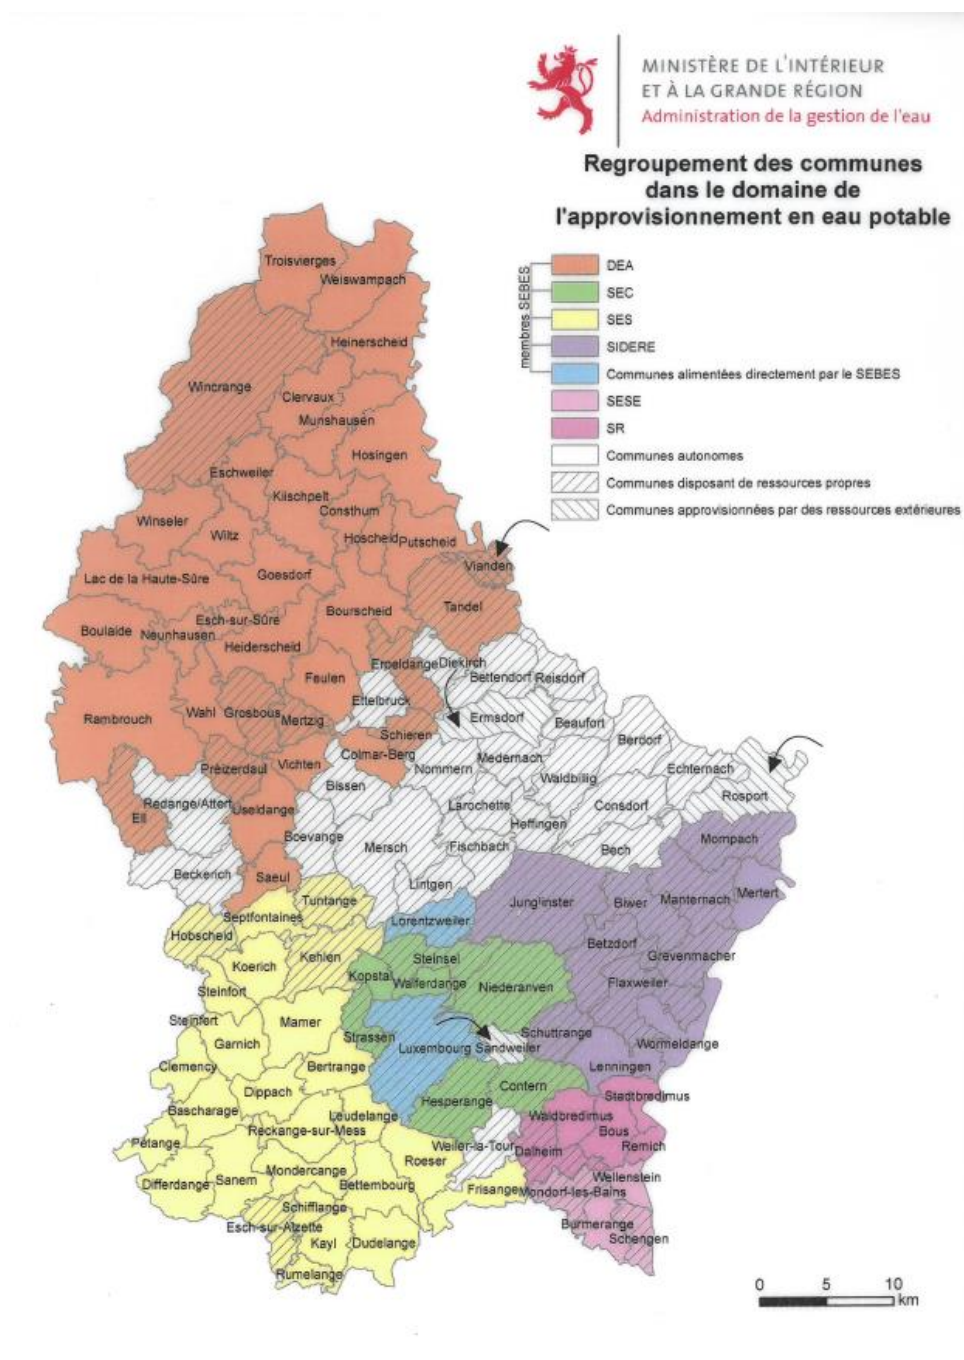 MINISTÈRE DE L'INTÉRIEUR
ET À LA GRANDE RÉGION
Administration de la gestion de l'eau
Regroupement des communes
dans le domaine de
l'approvisionnement en eau potable
membres SEBES
DEA
SEC
SES
SIDERE
Communes alimentées directement par le SEBES
SESE
SR
Communes autonomes
Communes disposant de ressources propres
Communes approvisionnées par des ressources extérieures
Troisvierges
Weiswampach
Heinerscheid
Wincrange
Clervaux
Munshausen
Hosingen
Eschweiler
Kiischpelt
Consthum
Winseler
Wiltz
Hoscheid
Putscheid
Vianden
Goesdorf
Lac de la Haute-Sûre
Tandel
Bourscheid
Esch-sur-Sûre
Boulaide
Neunhausen
Heiderscheid
Erpeldange
Diekirch
Feulen
Bettendorf
Reisdorf
Ettelbruck
Rambrouch
Wahl
Grosbous
Mertzig
Ermsdorf
Beaufort
Schieren
Berdorf
Colmar-Berg
Medernach
Préizerdaul
Vichten
Nommern
Echternach
Waldbillig
Bissen
Rosport
Redange/Attert
Useldange
Larochette
Consdorf
Ell
Heffingen
Boevange
Mompach
Mersch
Fischbach
Bech
Beckerich
Saeul
Lintgen
Mertert
Tuntange
Junglinster
Biwer
Manternach
Septfontaines
Lorentzweiler
Hobscheid
Betzdorf
Kehlen
Steinsel
Grevenmacher
Koerich
Kopstal
Walferdange
Niederanven
Flaxweiler
Steinfort
Steinfort
Mamer
Strassen
Schuttrange
Garnich
Luxembourg
Sandweiler
Wormeldange
Clemency
Bertrange
Lenningen
Dippach
Contern
Stadtbredimus
Hesperange
Bascharage
Leudelange
Waldbredimus
Reckange-sur-Mess
Bous
Pétange
Weiler-la-Tour
Dalheim
Remich
Roeser
Mondercange
Differdange
Sanem
Bettembourg
Wellenstein
Frisange
Mondorf-les-Bains
Schifflange
Esch-sur-Alzette
Burmerange
Kayl
Dudelange
Schengen
Rumelange
0 5 10
km